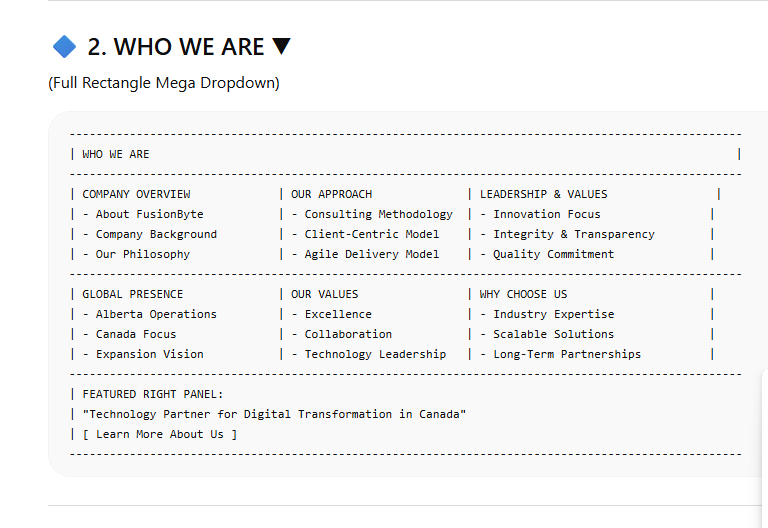 🔷 2. WHO WE ARE ▼
(Full Rectangle Mega Dropdown)
----------------------------------------------------------------------------------------------------
| WHO WE ARE                                                                                       |
----------------------------------------------------------------------------------------------------
| COMPANY OVERVIEW             | OUR APPROACH              | LEADERSHIP & VALUES                |
| - About FusionByte           | - Consulting Methodology  | - Innovation Focus                |
| - Company Background         | - Client-Centric Model    | - Integrity & Transparency        |
| - Our Philosophy             | - Agile Delivery Model    | - Quality Commitment              |
----------------------------------------------------------------------------------------------------
| GLOBAL PRESENCE              | OUR VALUES                | WHY CHOOSE US                     |
| - Alberta Operations         | - Excellence              | - Industry Expertise              |
| - Canada Focus               | - Collaboration           | - Scalable Solutions              |
| - Expansion Vision           | - Technology Leadership   | - Long-Term Partnerships          |
----------------------------------------------------------------------------------------------------
| FEATURED RIGHT PANEL:
| "Technology Partner for Digital Transformation in Canada"
| [ Learn More About Us ]
----------------------------------------------------------------------------------------------------